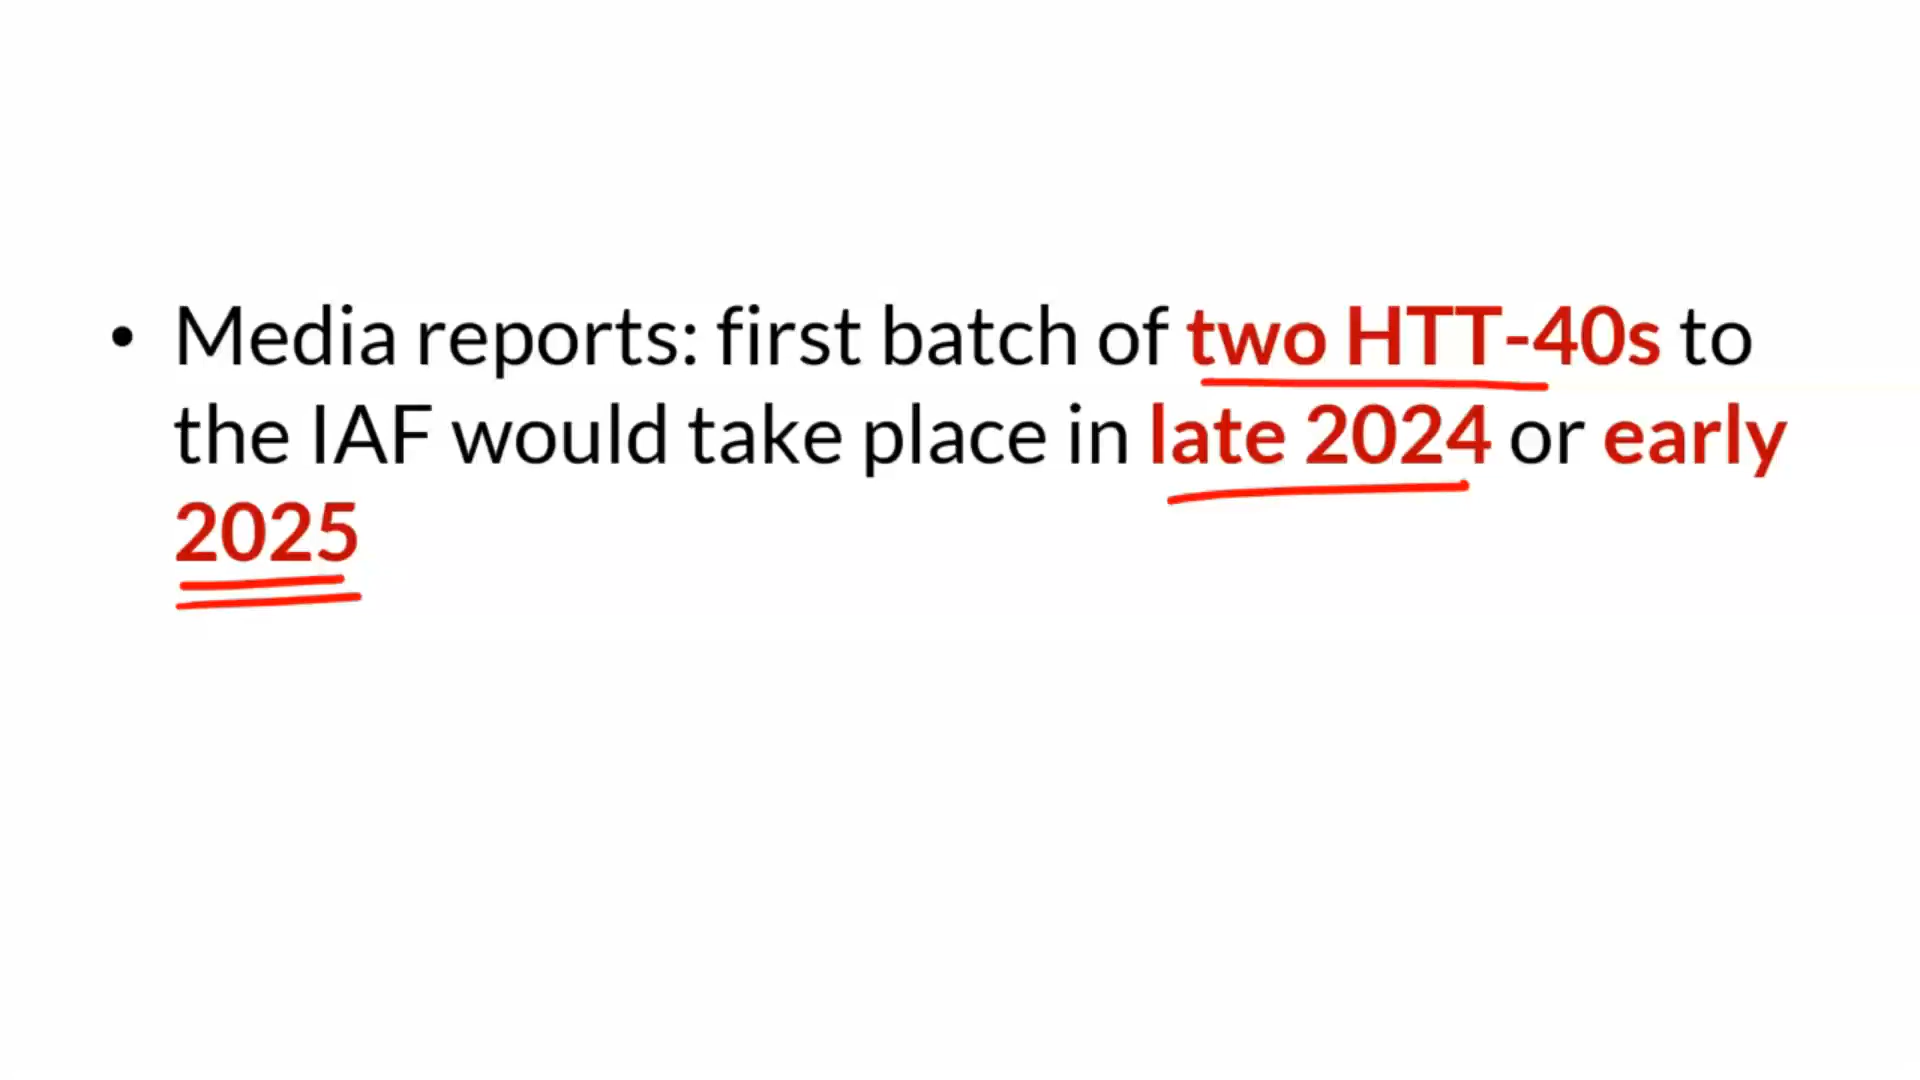 • Media reports: first batch of two HTT-40s to
the IAF would take place in late 2024 or early
2025